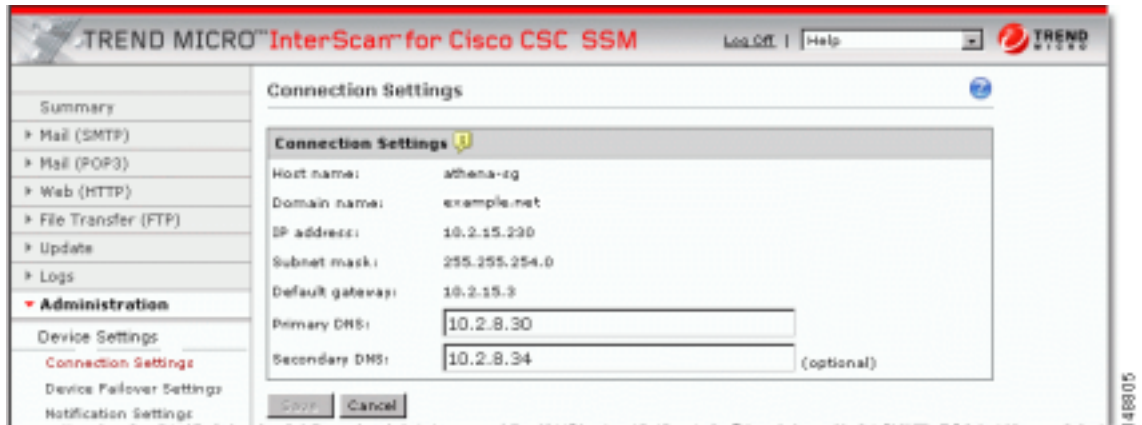 TREND MICRO™ InterScan™ for Cisco CSC SSM
Log Off | Help
TREND MICRO
Summary
Mail (SMTP)
Mail (POP3)
Web (HTTP)
File Transfer (FTP)
Update
Logs
Administration
Device Settings
Connection Settings
Device Failover Settings
Notification Settings
Connection Settings
Connection Settings
Host name: athena-sg
Domain name: example.net
IP address: 10.2.15.230
Subnet mask: 255.255.254.0
Default gateway: 10.2.15.3
Primary DNS: 10.2.8.30
Secondary DNS: 10.2.8.34 (optional)
Save Cancel
148805